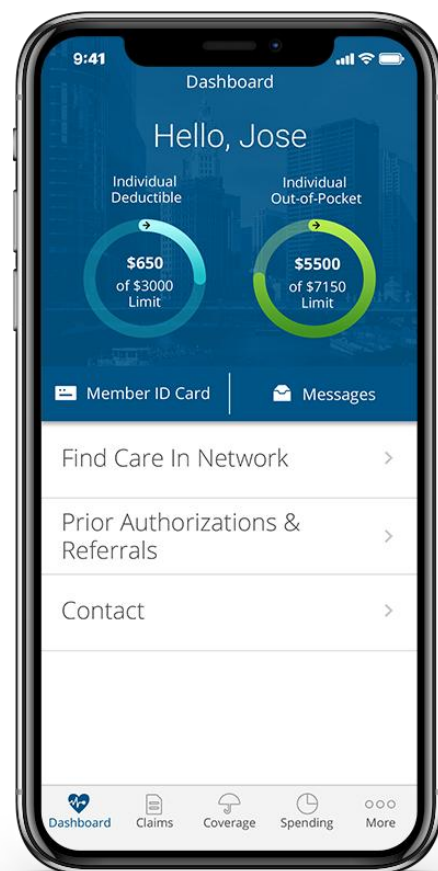 9:41
Dashboard
Hello, Jose
Individual
Deductible
$650
of $3000
Limit
Individual
Out-of-Pocket
$5500
of $7150
Limit
Member ID Card
Messages
Find Care In Network
Prior Authorizations &
Referrals
Contact
Dashboard
Claims
Coverage
Spending
More